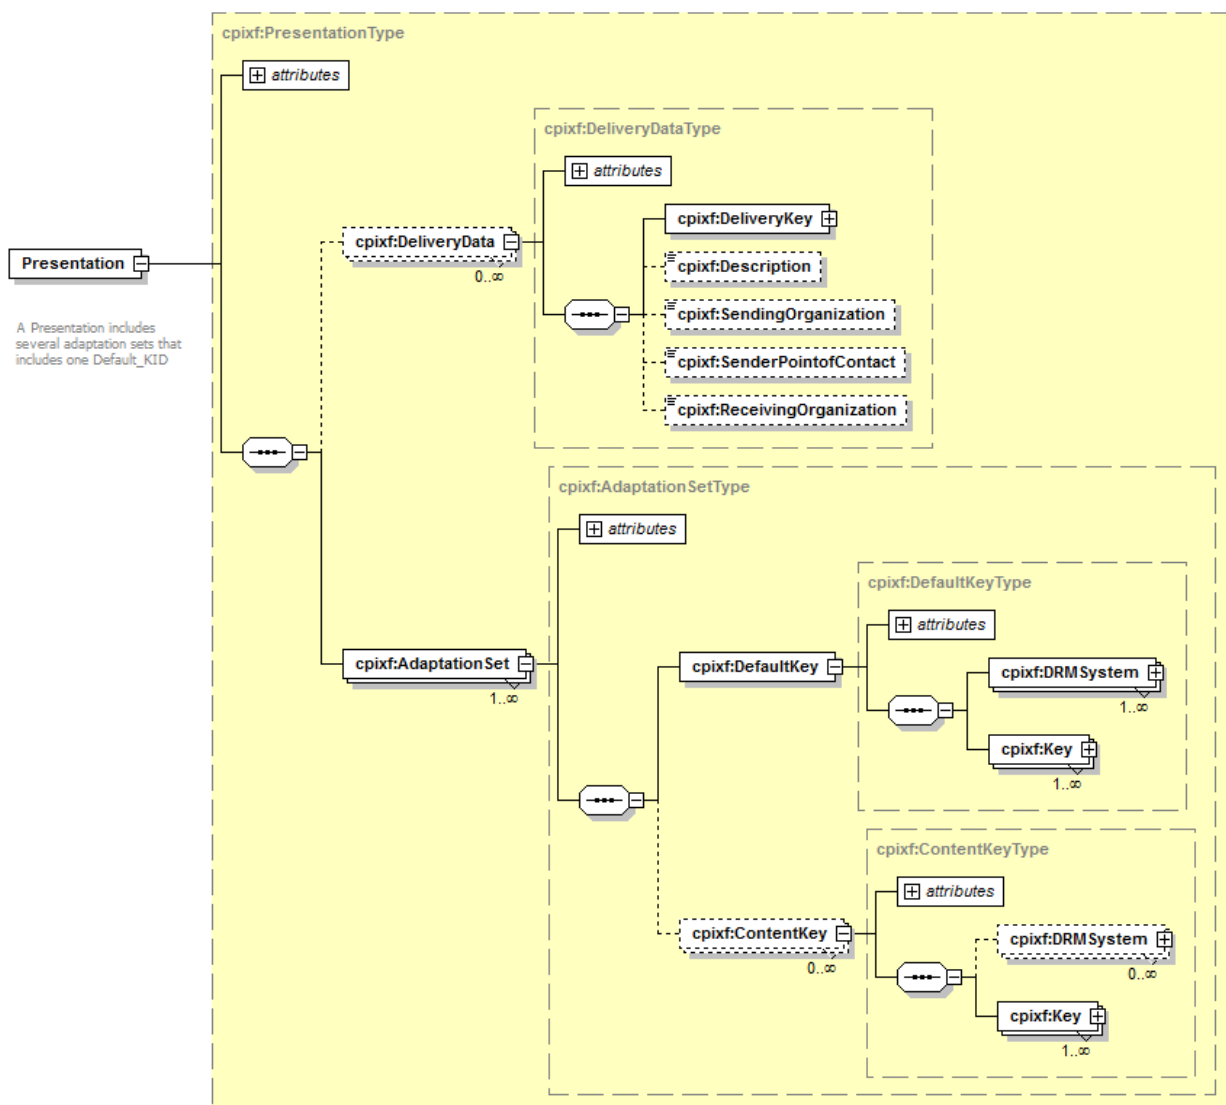 cpixf:PresentationType
attributes
cpixf:DeliveryDataType
attributes
cpixf:DeliveryKey
cpixf:DeliveryData
0..∞
cpixf:Description
Presentation
cpixf:SendingOrganization
A Presentation includes
several adaptation sets that
includes one Default_KID
cpixf:SenderPointofContact
cpixf:ReceivingOrganization
cpixf:AdaptationSetType
attributes
cpixf:DefaultKeyType
attributes
cpixf:AdaptationSet
1..∞
cpixf:DefaultKey
cpixf:DRMSystem
1..∞
cpixf:Key
1..∞
cpixf:ContentKeyType
attributes
cpixf:ContentKey
0..∞
cpixf:DRMSystem
0..∞
cpixf:Key
1..∞